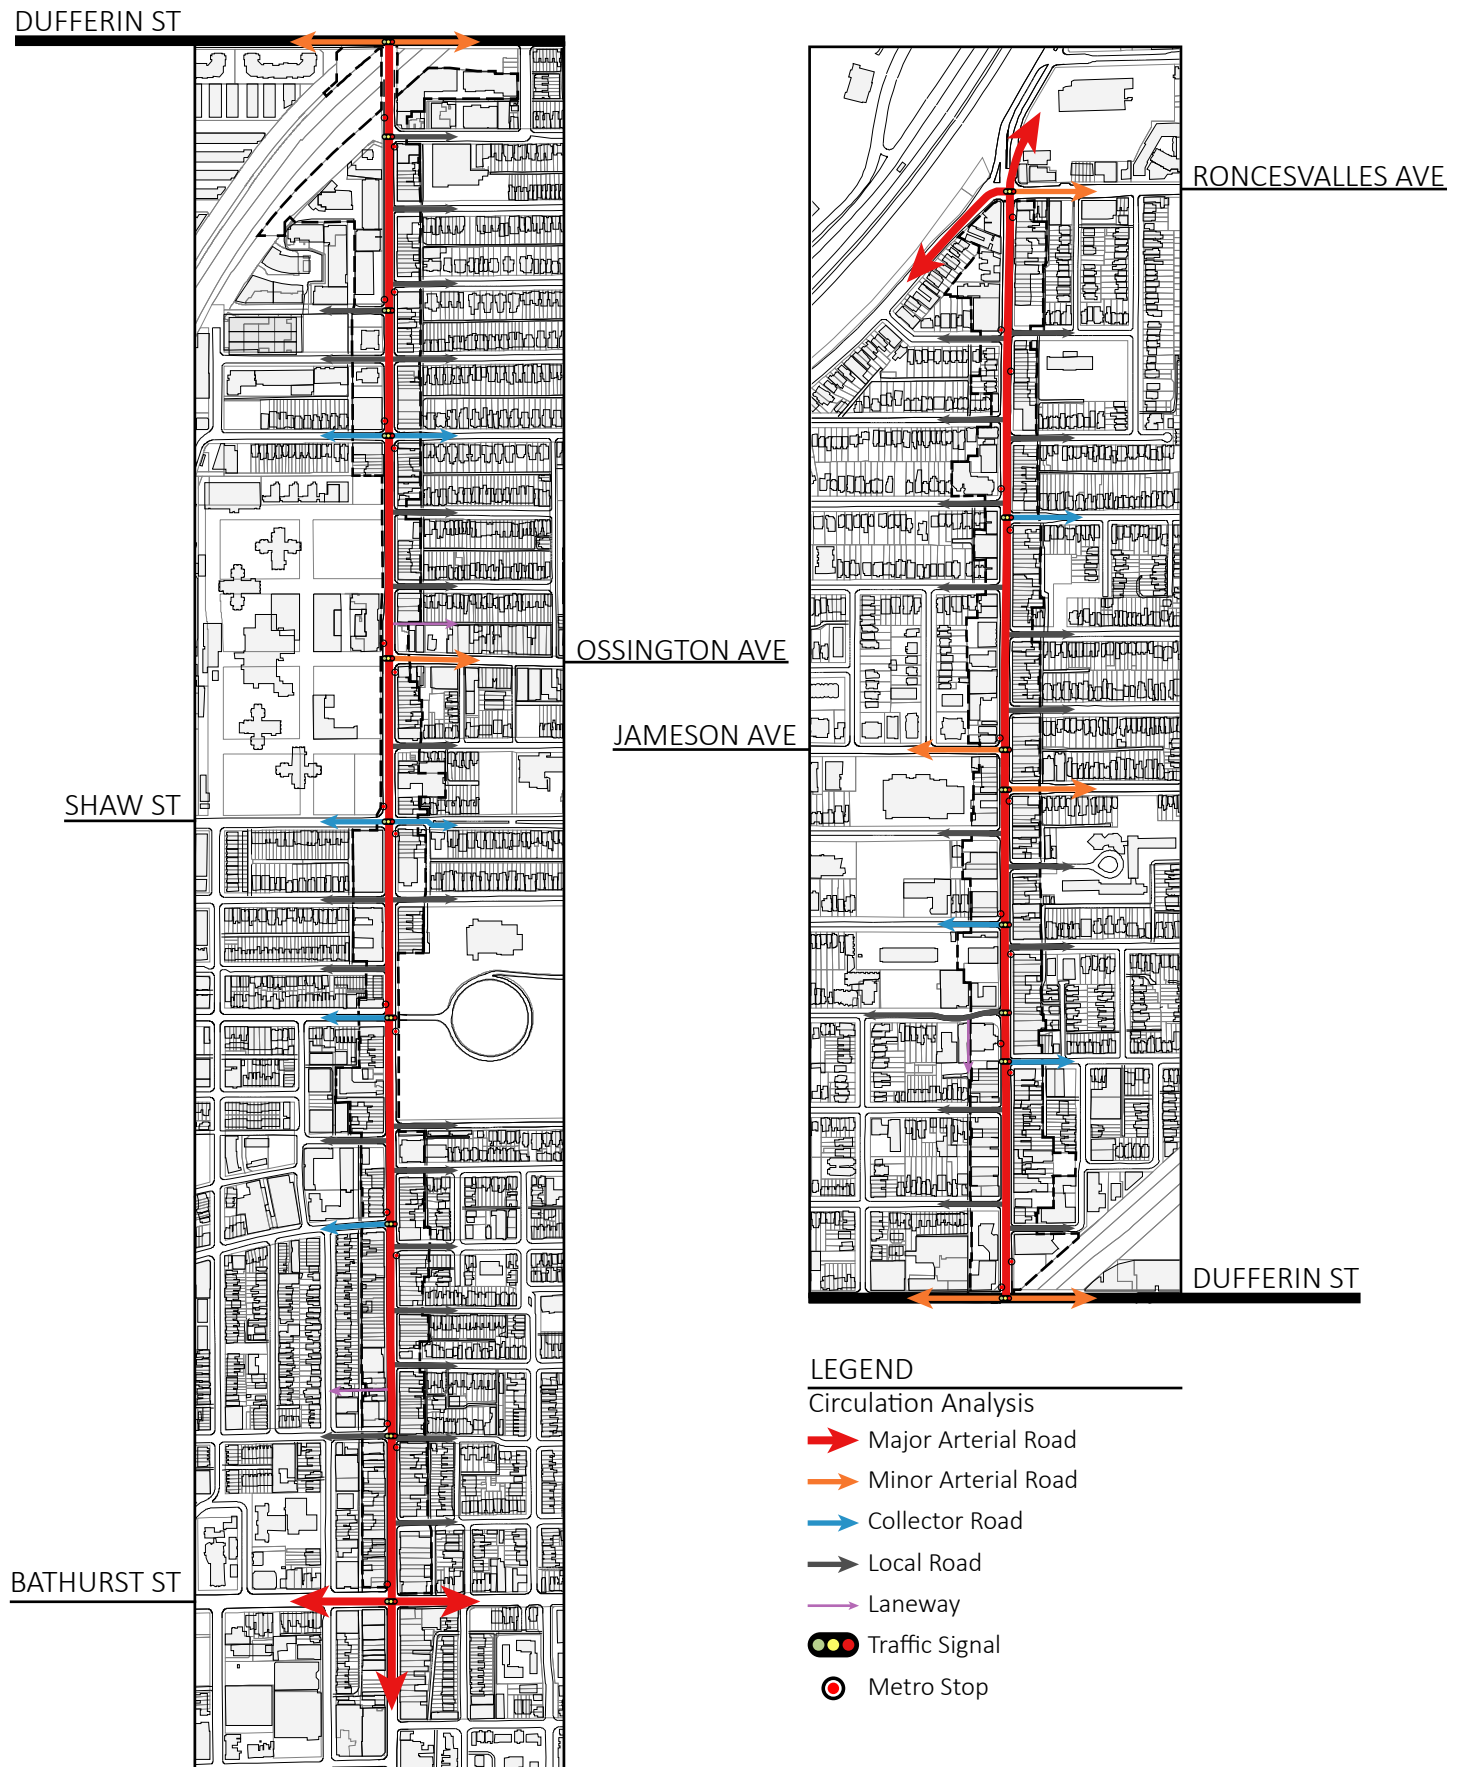 DUFFERIN ST
RONCESVALLES AVE
OSSINGTON AVE
JAMESON AVE
SHAW ST
DUFFERIN ST
BATHURST ST
LEGEND
Circulation Analysis
Major Arterial Road
Minor Arterial Road
Collector Road
Local Road
Laneway
Traffic Signal
Metro Stop